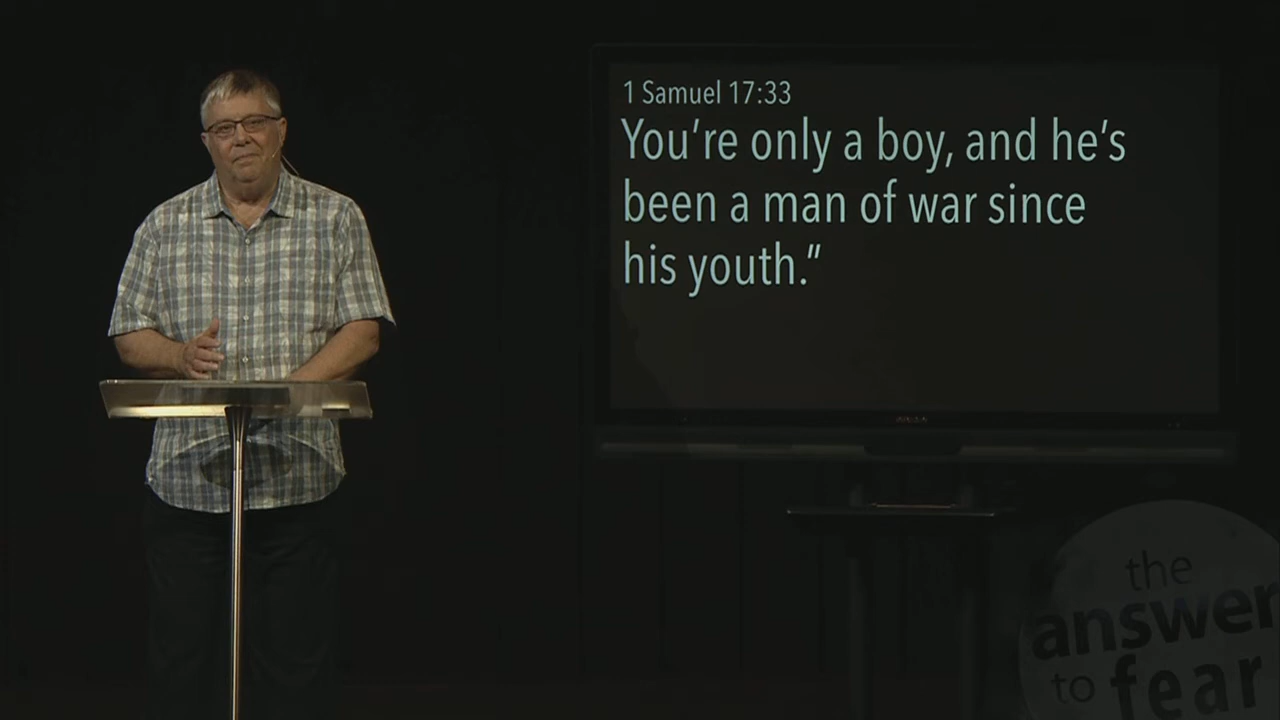 1 Samuel 17:33
You’re only a boy, and he’s
been a man of war since
his youth.”
the
answer
to fear